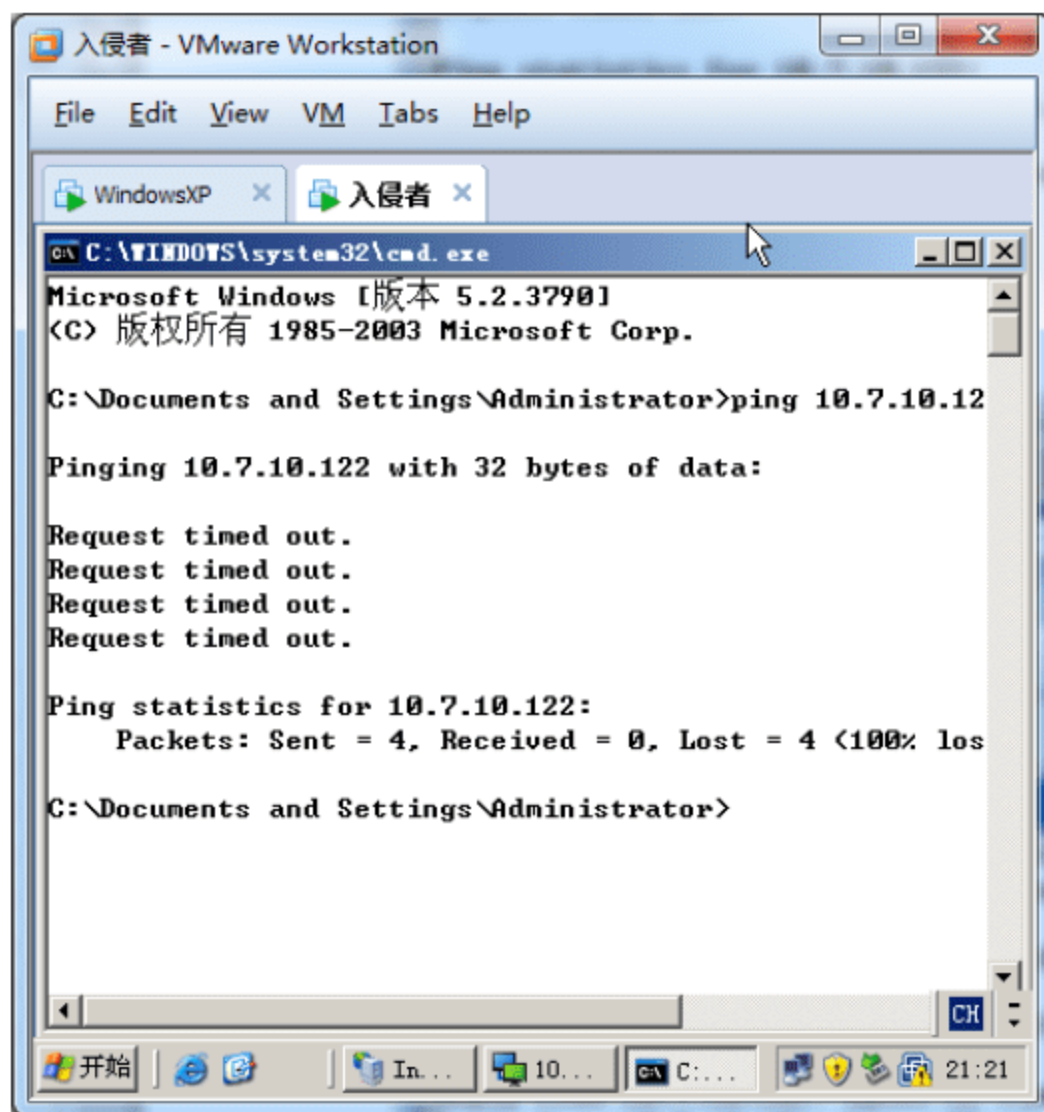 入侵者 - VMware Workstation
File Edit View VM Tabs Help
WindowsXP 入侵者
C:\WINDOWS\system32\cmd.exe
Microsoft Windows [版本 5.2.3790]
(C) 版权所有 1985-2003 Microsoft Corp.
C:\Documents and Settings\Administrator>ping 10.7.10.12
Pinging 10.7.10.122 with 32 bytes of data:
Request timed out.
Request timed out.
Request timed out.
Request timed out.
Ping statistics for 10.7.10.122:
Packets: Sent = 4, Received = 0, Lost = 4 (100% los
C:\Documents and Settings\Administrator>
CH
开始 In... 10... C:... 21:21